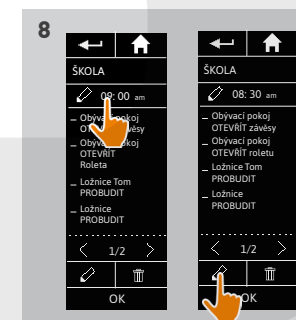 8
ŠKOLA
09: 00 am
– Obývací pokoj
OTEVŘÍT závěsy
– Obývací pokoj
OTEVŘÍT
Roleta
– Ložnice Tom
PROBUDIT
– Ložnice
PROBUDIT
1/2
OK
ŠKOLA
08: 30 am
– Obývací pokoj
OTEVŘÍT závěsy
– Obývací pokoj
OTEVŘÍT roletu
– Ložnice Tom
PROBUDIT
– Ložnice
PROBUDIT
1/2
OK